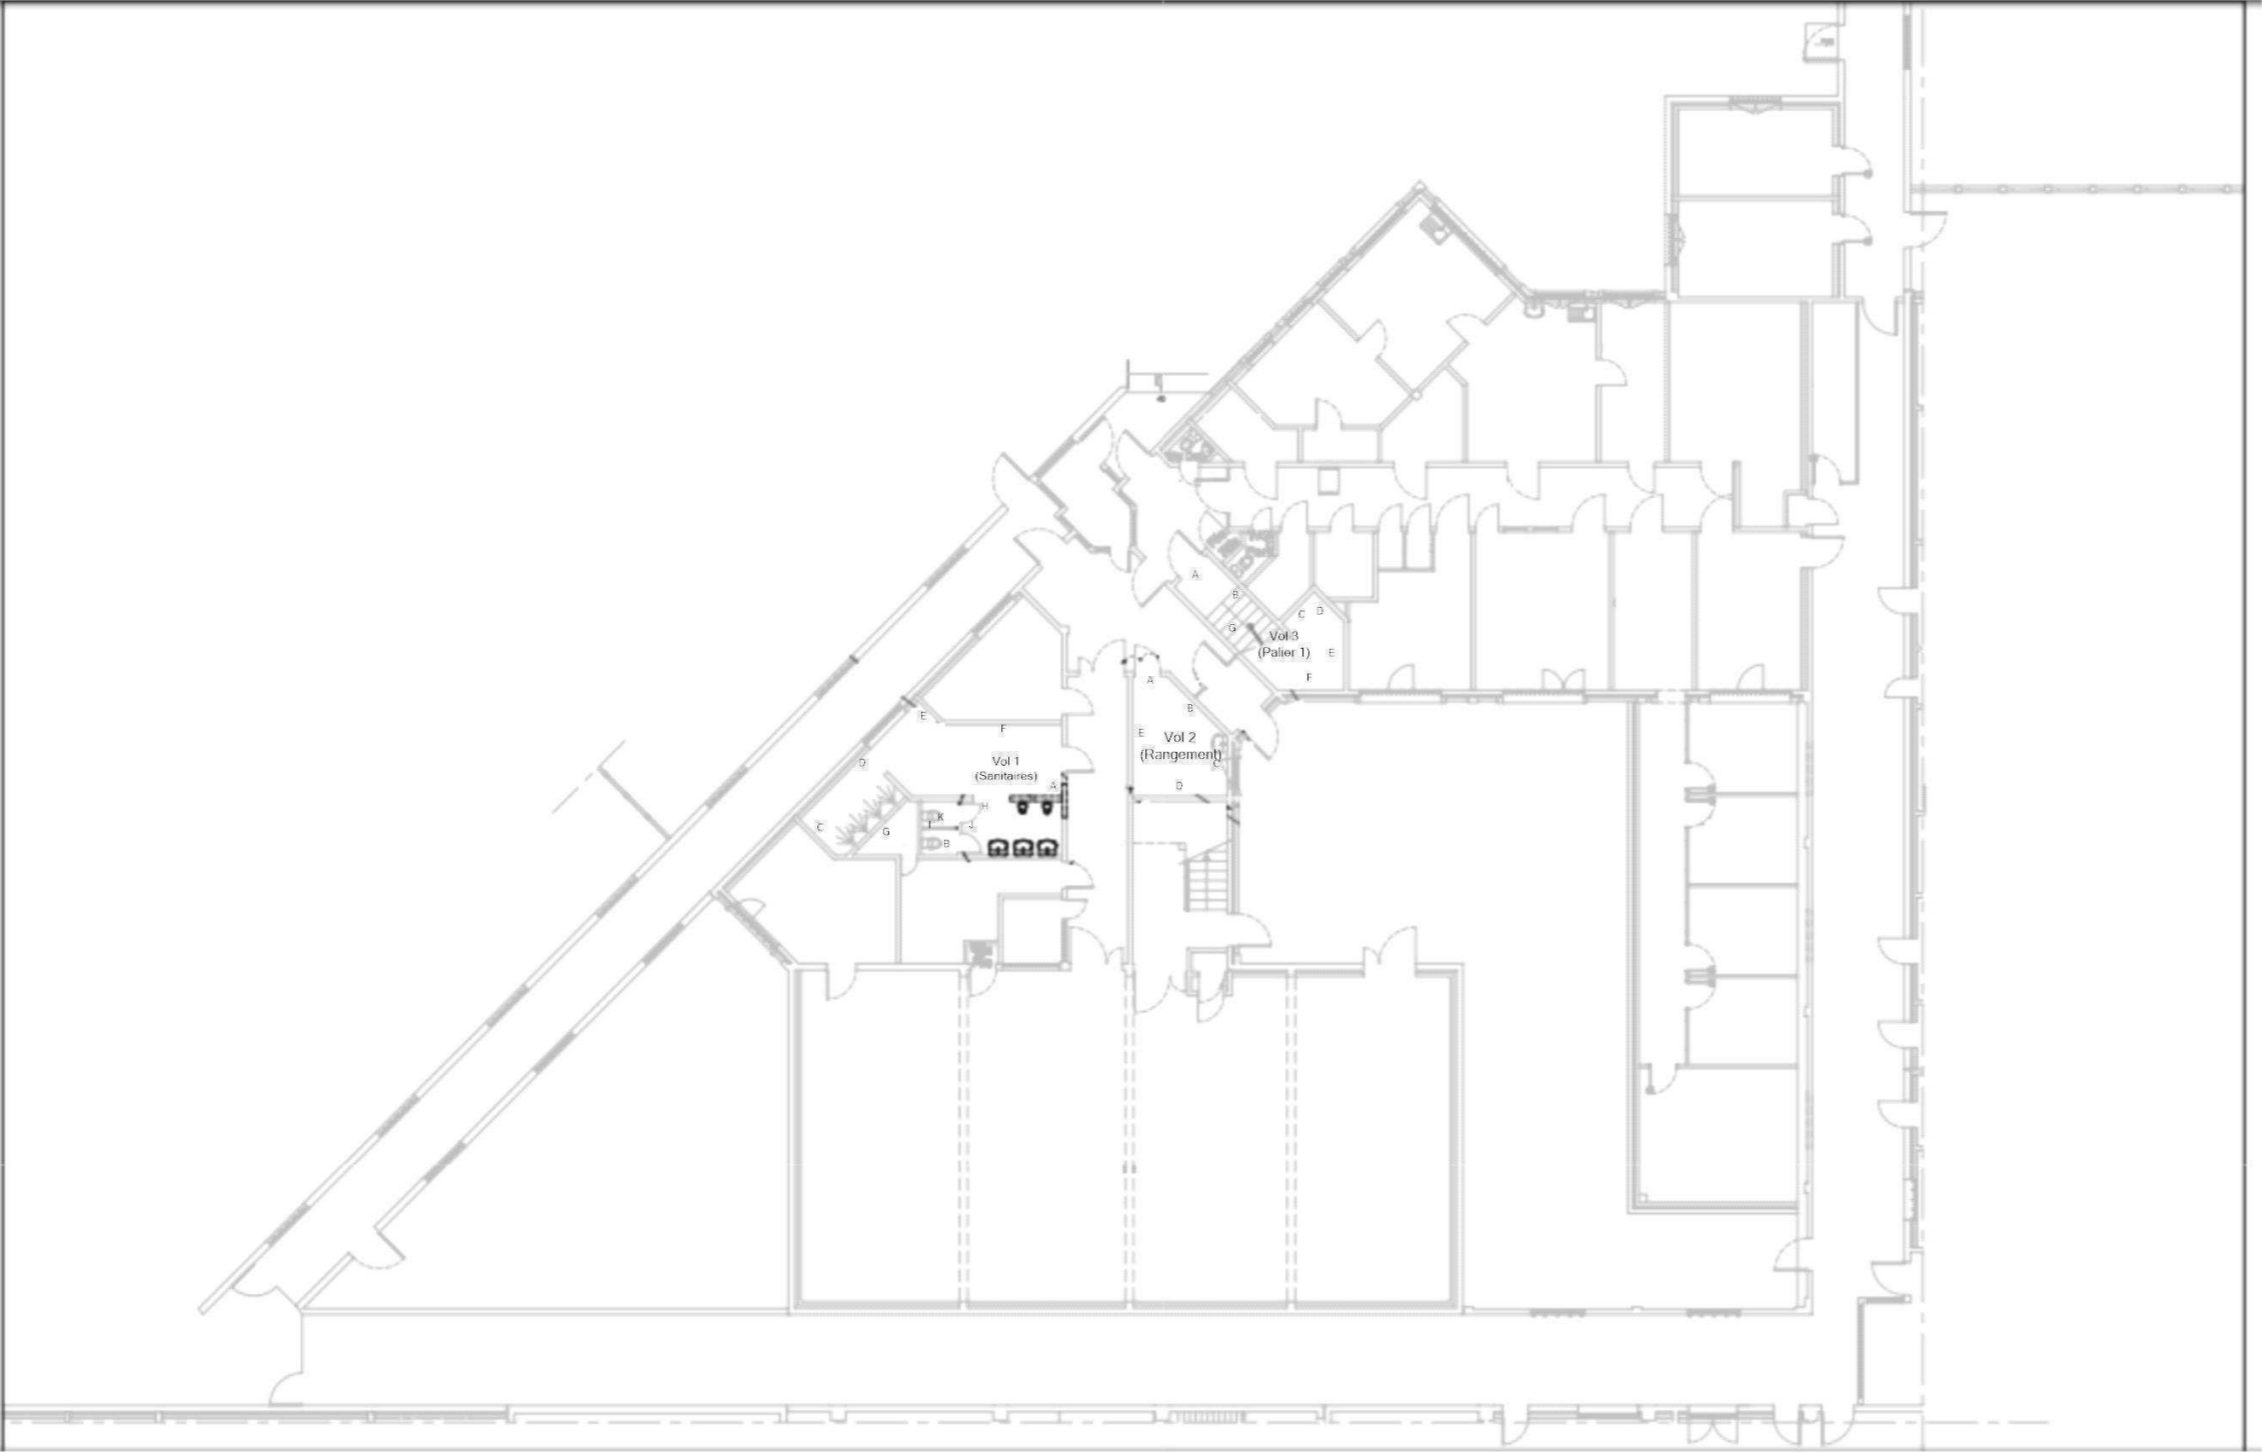 A
B
C
D
G
Vol 3
(Palier 1)
E
F
A
B
E
Vol 2
(Rangement)
C
D
E
F
D
Vol 1
(Sanitaires)
A
H
K
I
J
C
G
B